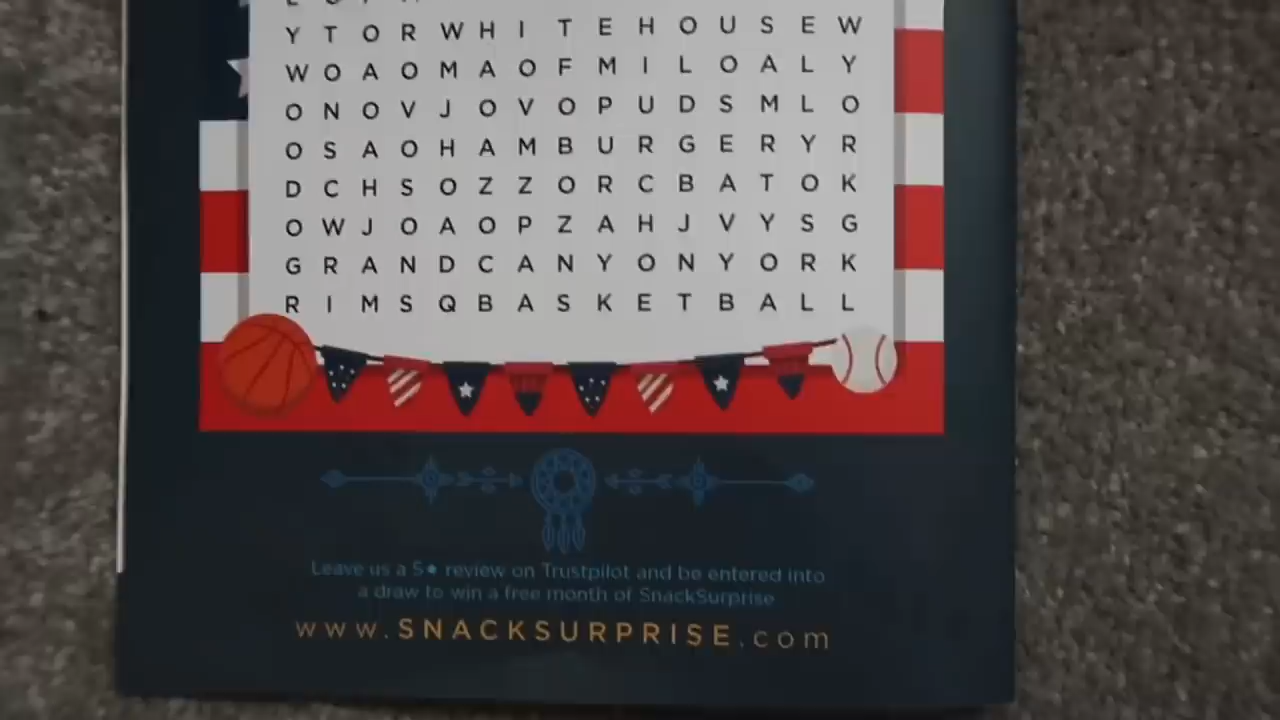 Y T O R W H I T E H O U S E W
W O A O M A O F M I L O A L Y
O N O V J O V O P U D S M L O
O S A O H A M B U R G E R Y R
D C H S O Z Z O R C B A T O K
O W J O A O P Z A H J V Y S G
G R A N D C A N Y O N Y O R K
R I M S Q B A S K E T B A L L
Leave us a 5★ review on Trustpilot and be entered into
a draw to win a free month of SnackSurprise
www.SNACKSURPRISE.com